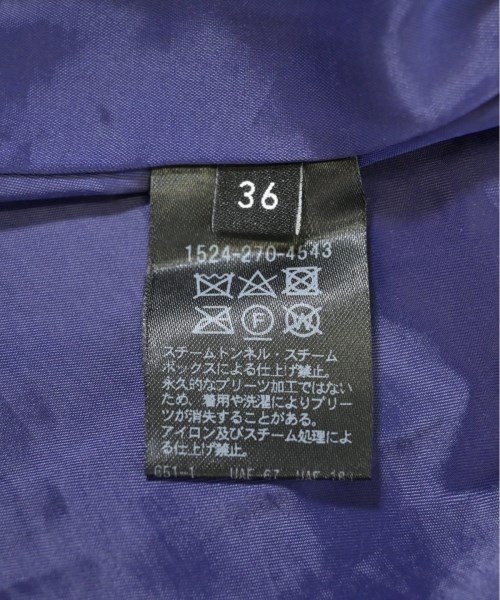 36
1524-270-4543
F
W
スチームトンネル・スチーム
ボックスによる仕上げ禁止。
永久的なプリーツ加工ではない
ため、着用や洗濯によりプリー
ツが消失することがある。
アイロン及びスチーム処理によ
る仕上げ禁止。
651-1 UAE-67